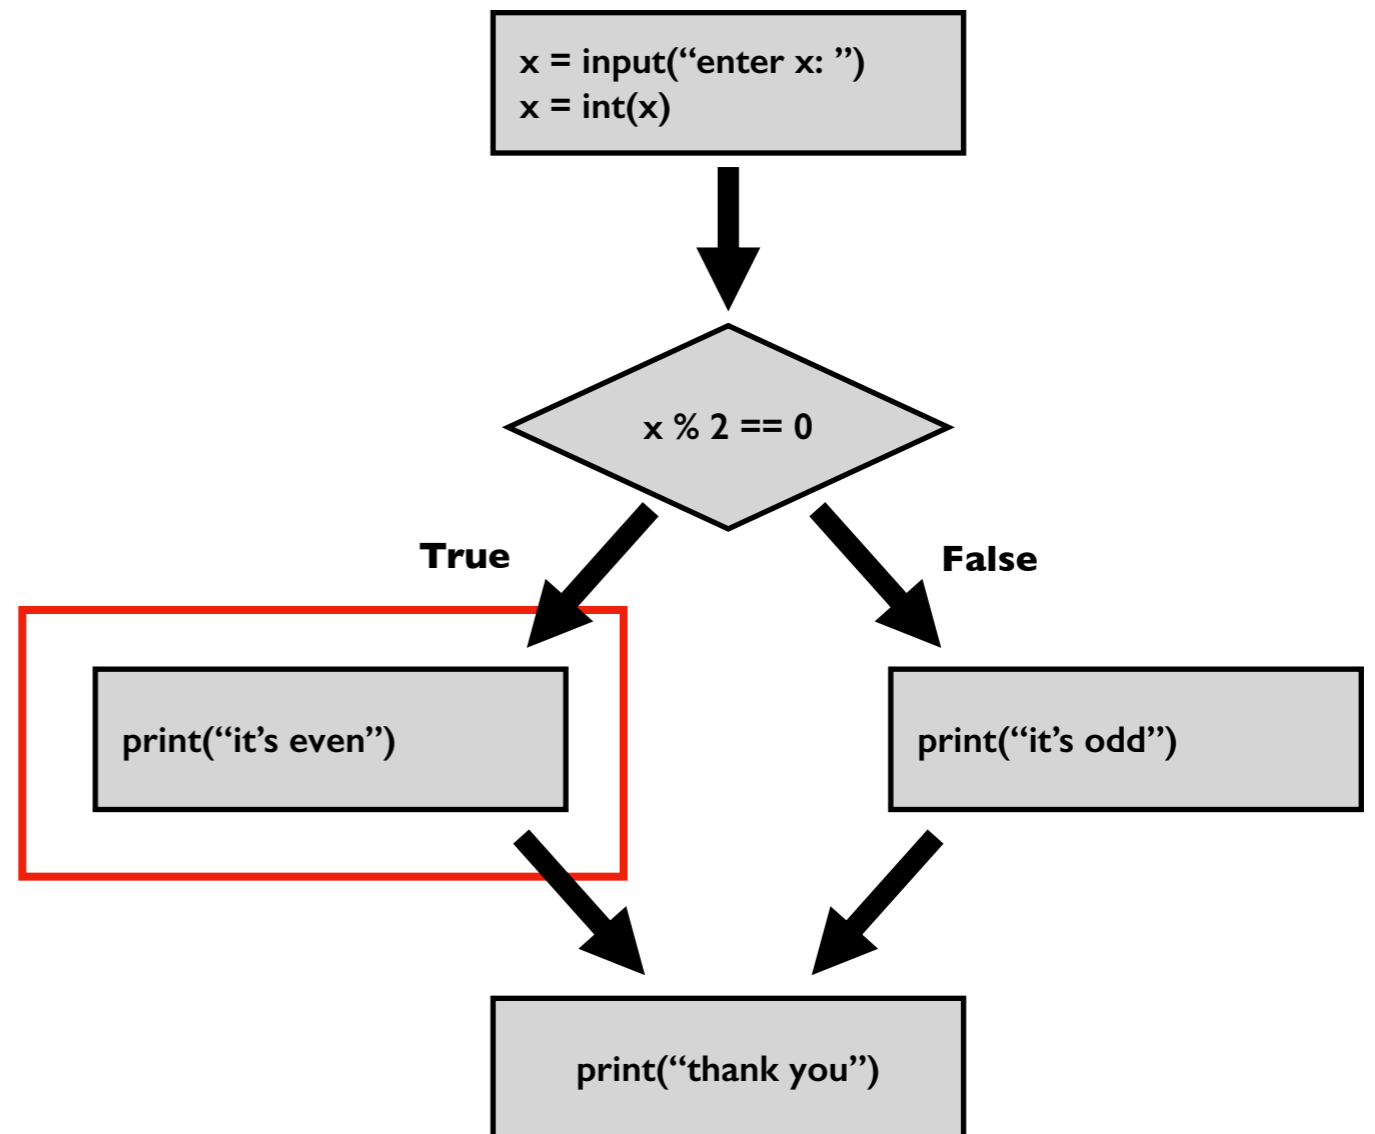 x = input(“enter x: ”)
x = int(x)
x % 2 == 0
True
False
print(“it’s even”)
print(“it’s odd”)
print(“thank you”)